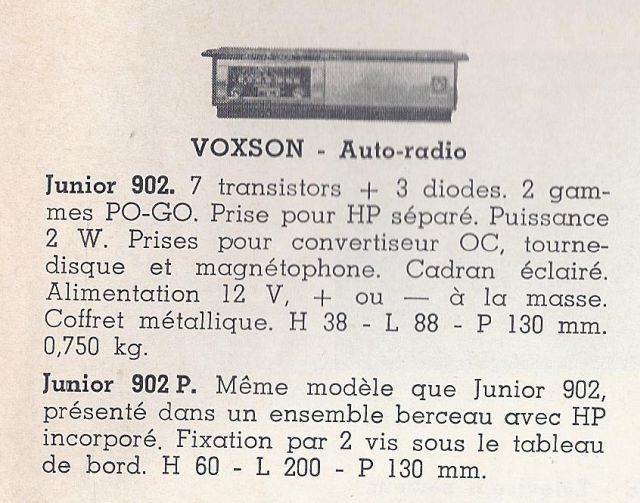 VOXSON - Auto-radio
Junior 902. 7 transistors + 3 diodes. 2 gam-
mes PO-GO. Prise pour HP séparé. Puissance
2 W. Prises pour convertiseur OC, tourne-
disque et magnétophone. Cadran éclairé.
Alimentation 12 V, + ou — à la masse.
Coffret métallique. H 38 - L 88 - P 130 mm.
0,750 kg.
Junior 902 P. Même modèle que Junior 902,
présenté dans un ensemble berceau avec HP
incorporé. Fixation par 2 vis sous le tableau
de bord. H 60 - L 200 - P 130 mm.